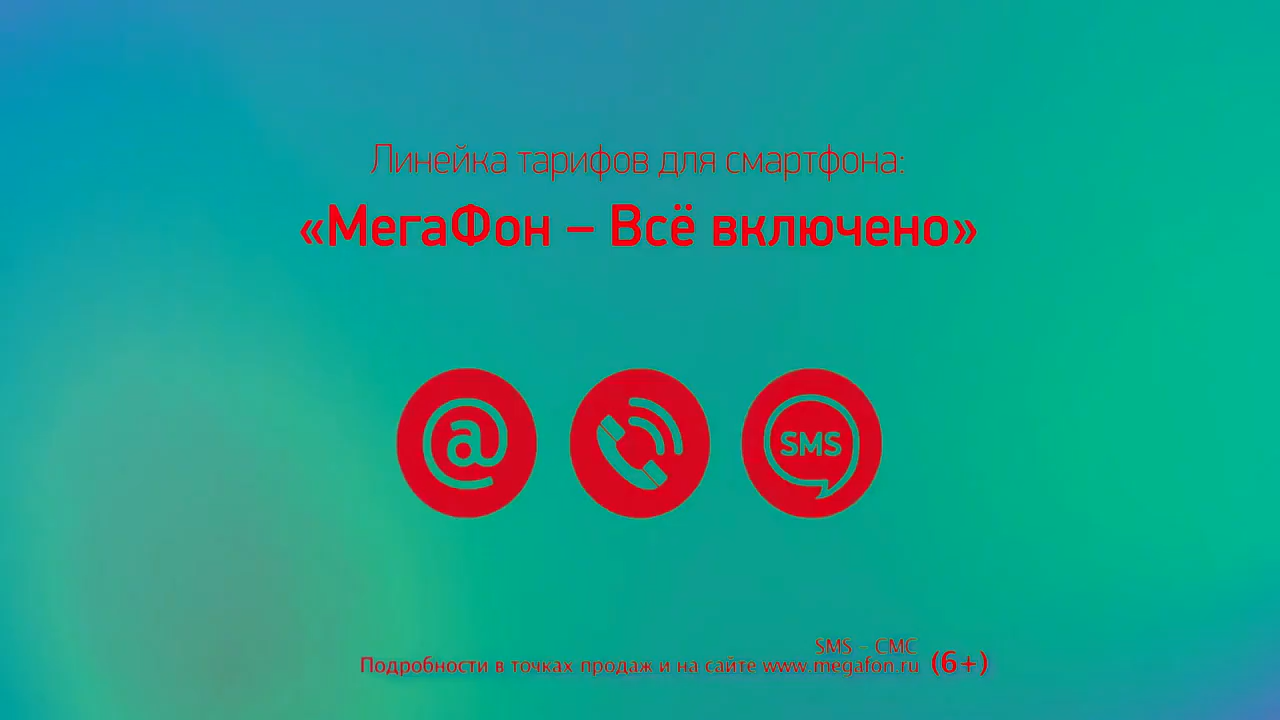 Линейка тарифов для смартфона:
«МегаФон – Всё включено»
@
SMS
SMS – СМС
Подробности в точках продаж и на сайте www.megafon.ru (6+)